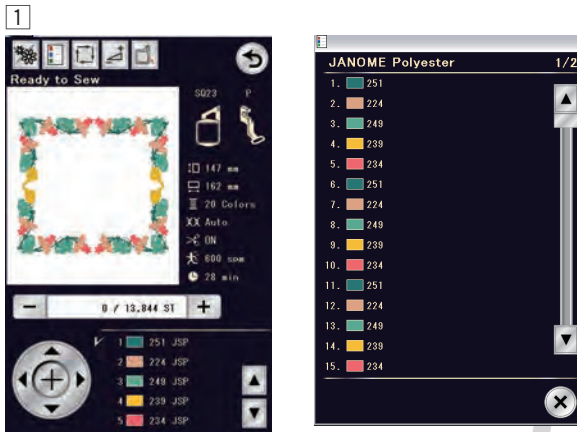 1
Ready to Sew
SQ23 P
147 mm
162 mm
20 Colors
Auto
ON
600 spm
28 min
− 0 / 13,844 ST +
1 251 JSP
2 224 JSP
3 249 JSP
4 239 JSP
5 234 JSP
JANOME Polyester 1/2
1. 251
2. 224
3. 249
4. 239
5. 234
6. 251
7. 224
8. 249
9. 239
10. 234
11. 251
12. 224
13. 249
14. 239
15. 234